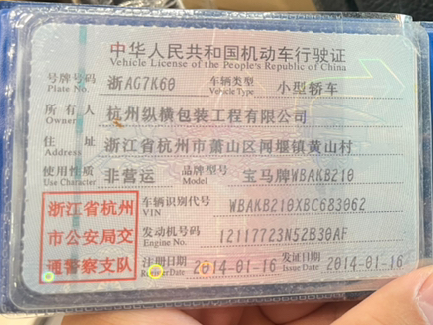 中华人民共和国机动车行驶证
Vehicle License of the People's Republic of China
号牌号码 浙AG7K60 车辆类型 小型轿车
Plate No. Vehicle Type
所有人 杭州纵横包装工程有限公司
Owner
住址 浙江省杭州市萧山区河堰镇黄山村
Address
使用性质 非营运 品牌型号 宝马牌WBAKB210
Use Character Model
浙江省杭州 车辆识别代号 WBAKB210XBC683062
VIN
市公安局交 发动机号码 12117723N52B30AF
Engine No.
通警察支队 注册日期 2014-01-16 发证日期 2014-01-16
Register Date Issue Date